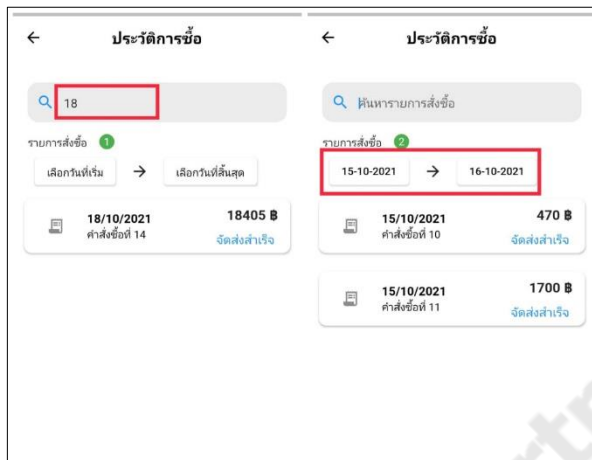 ประวัติการซื้อ
18
รายการสั่งซื้อ 1
เลือกวันที่เริ่ม → เลือกวันที่สิ้นสุด
18/10/2021 18405 ฿
คำสั่งซื้อที่ 14 จัดส่งสำเร็จ
ประวัติการซื้อ
ค้นหารายการสั่งซื้อ
รายการสั่งซื้อ 2
15-10-2021 → 16-10-2021
15/10/2021 470 ฿
คำสั่งซื้อที่ 10 จัดส่งสำเร็จ
15/10/2021 1700 ฿
คำสั่งซื้อที่ 11 จัดส่งสำเร็จ